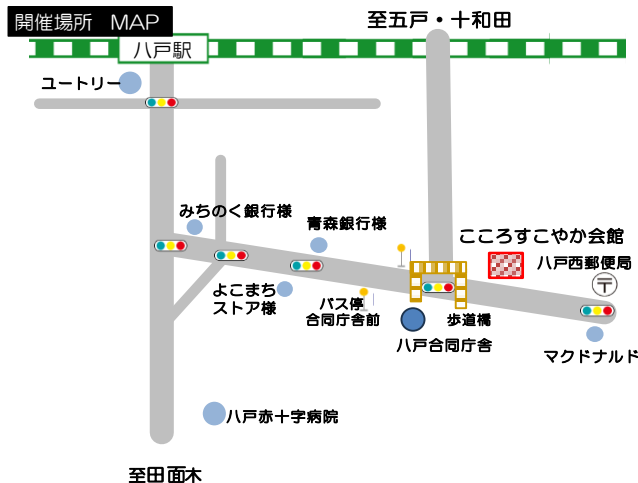 開催場所 MAP
至五戸・十和田
八戸駅
ユートリー
みちのく銀行様
青森銀行様
こころすこやか会館
八戸西郵便局
〒
よこまち
ストア様
バス停
合同庁舎前
歩道橋
八戸合同庁舎
マクドナルド
八戸赤十字病院
至田面木